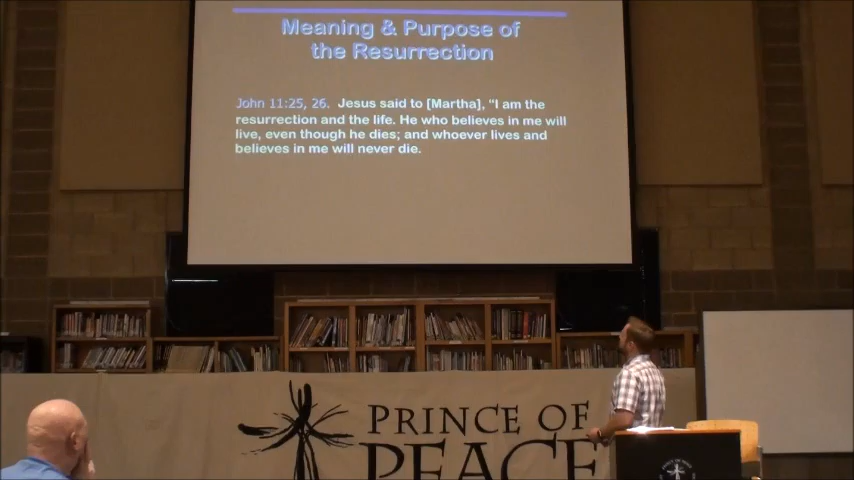 Meaning & Purpose of
the Resurrection
John 11:25, 26. Jesus said to [Martha], "I am the
resurrection and the life. He who believes in me will
live, even though he dies; and whoever lives and
believes in me will never die.
PRINCE OF
PEACE